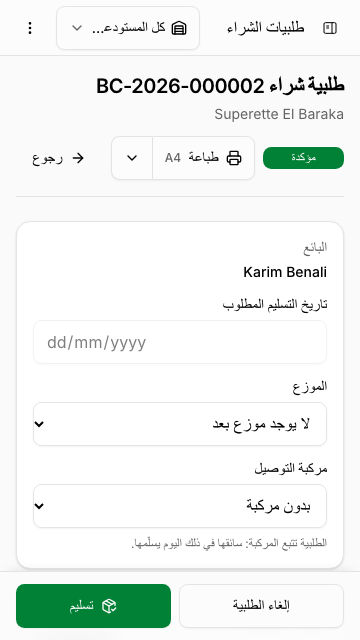 طلبيات الشراء
كل المستودعـ...
طلبية شراء BC-2026-000002
Superette El Baraka
مؤكدة
طباعة A4
رجوع
البائع
Karim Benali
تاريخ التسليم المطلوب
dd/mm/yyyy
الموزع
لا يوجد موزع بعد
مركبة التوصيل
بدون مركبة
الطلبية تتبع المركبة: سائقها في ذلك اليوم يسلّمها.
إلغاء الطلبية
تسليم